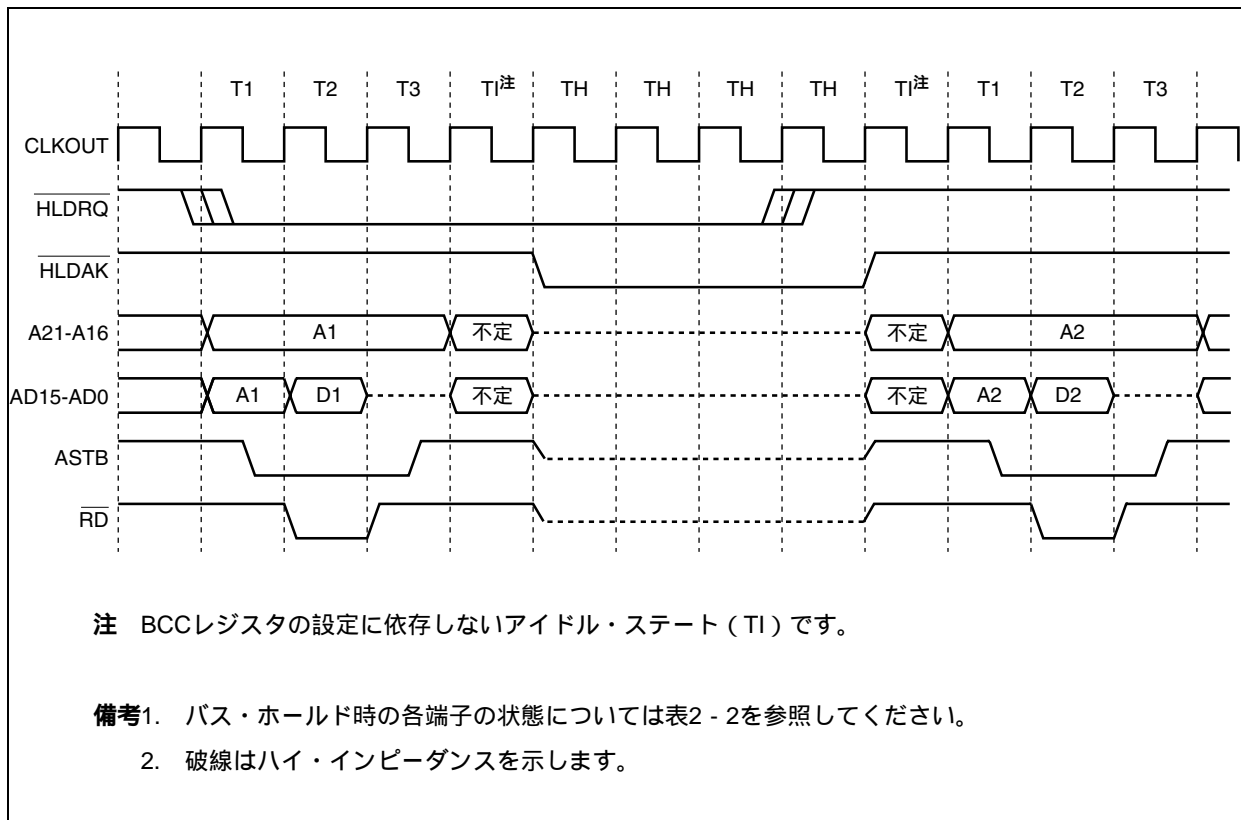 T1 T2 T3 TI注 TH TH TH TH TI注 T1 T2 T3
CLKOUT
HLDRQ
HLDAK
A21-A16 A1 不定 不定 A2
AD15-AD0 A1 D1 不定 不定 A2 D2
ASTB
RD
注 BCCレジスタの設定に依存しないアイドル・ステート（TI）です。
備考1. バス・ホールド時の各端子の状態については表2-2を参照してください。
2. 破線はハイ・インピーダンスを示します。